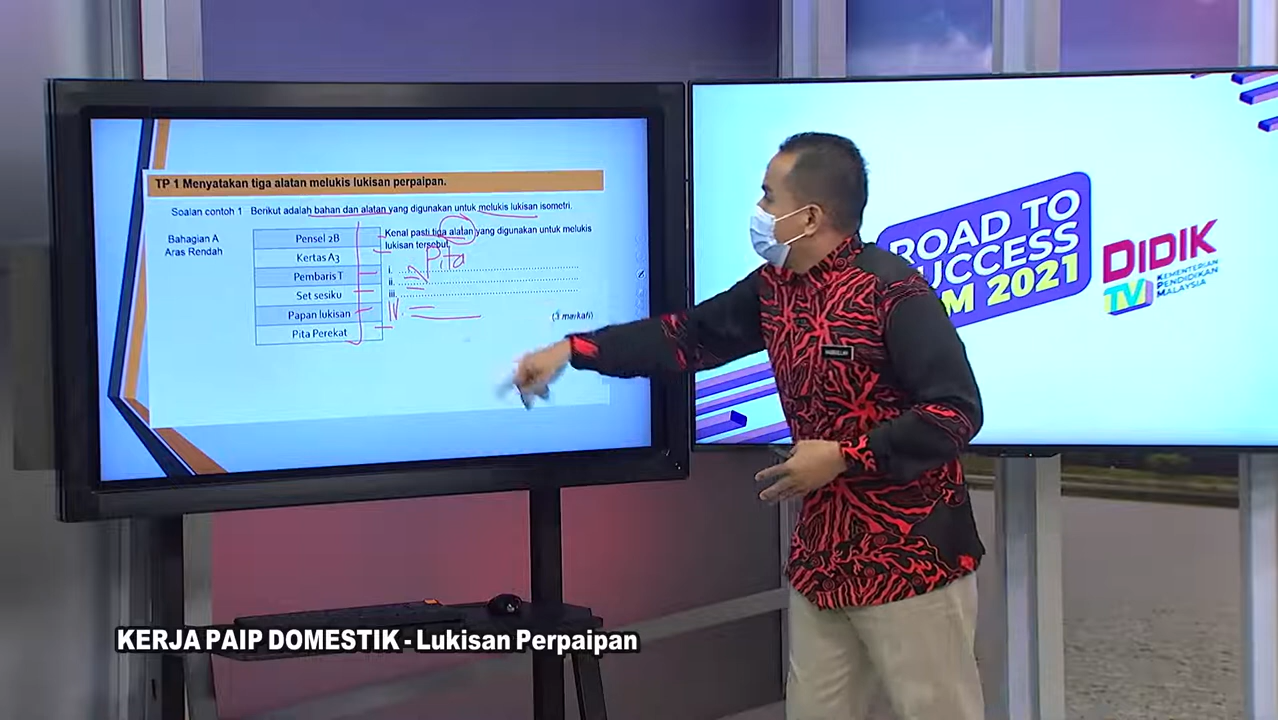 TP 1 Menyatakan tiga alatan melukis lukisan perpaipan.
Soalan contoh 1 Berikut adalah bahan dan alatan yang digunakan untuk melukis lukisan isometri.
Bahagian A
Aras Rendah
Pensel 2B
Kertas A3
Pembaris T
Set sesiku
Papan lukisan
Pita Perekat
Kenal pasti tiga alatan yang digunakan untuk melukis
lukisan tersebut
Pita
i.
ii.
iii.
IV.
(3 markah)
ROAD TO
SUCCESS
M 2021
DIDIK
TV
KEMENTERIAN
PENDIDIKAN
MALAYSIA
KERJA PAIP DOMESTIK - Lukisan Perpaipan